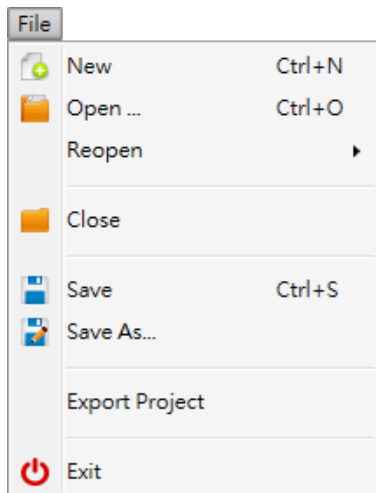 File
New Ctrl+N
Open ... Ctrl+O
Reopen
Close
Save Ctrl+S
Save As...
Export Project
Exit